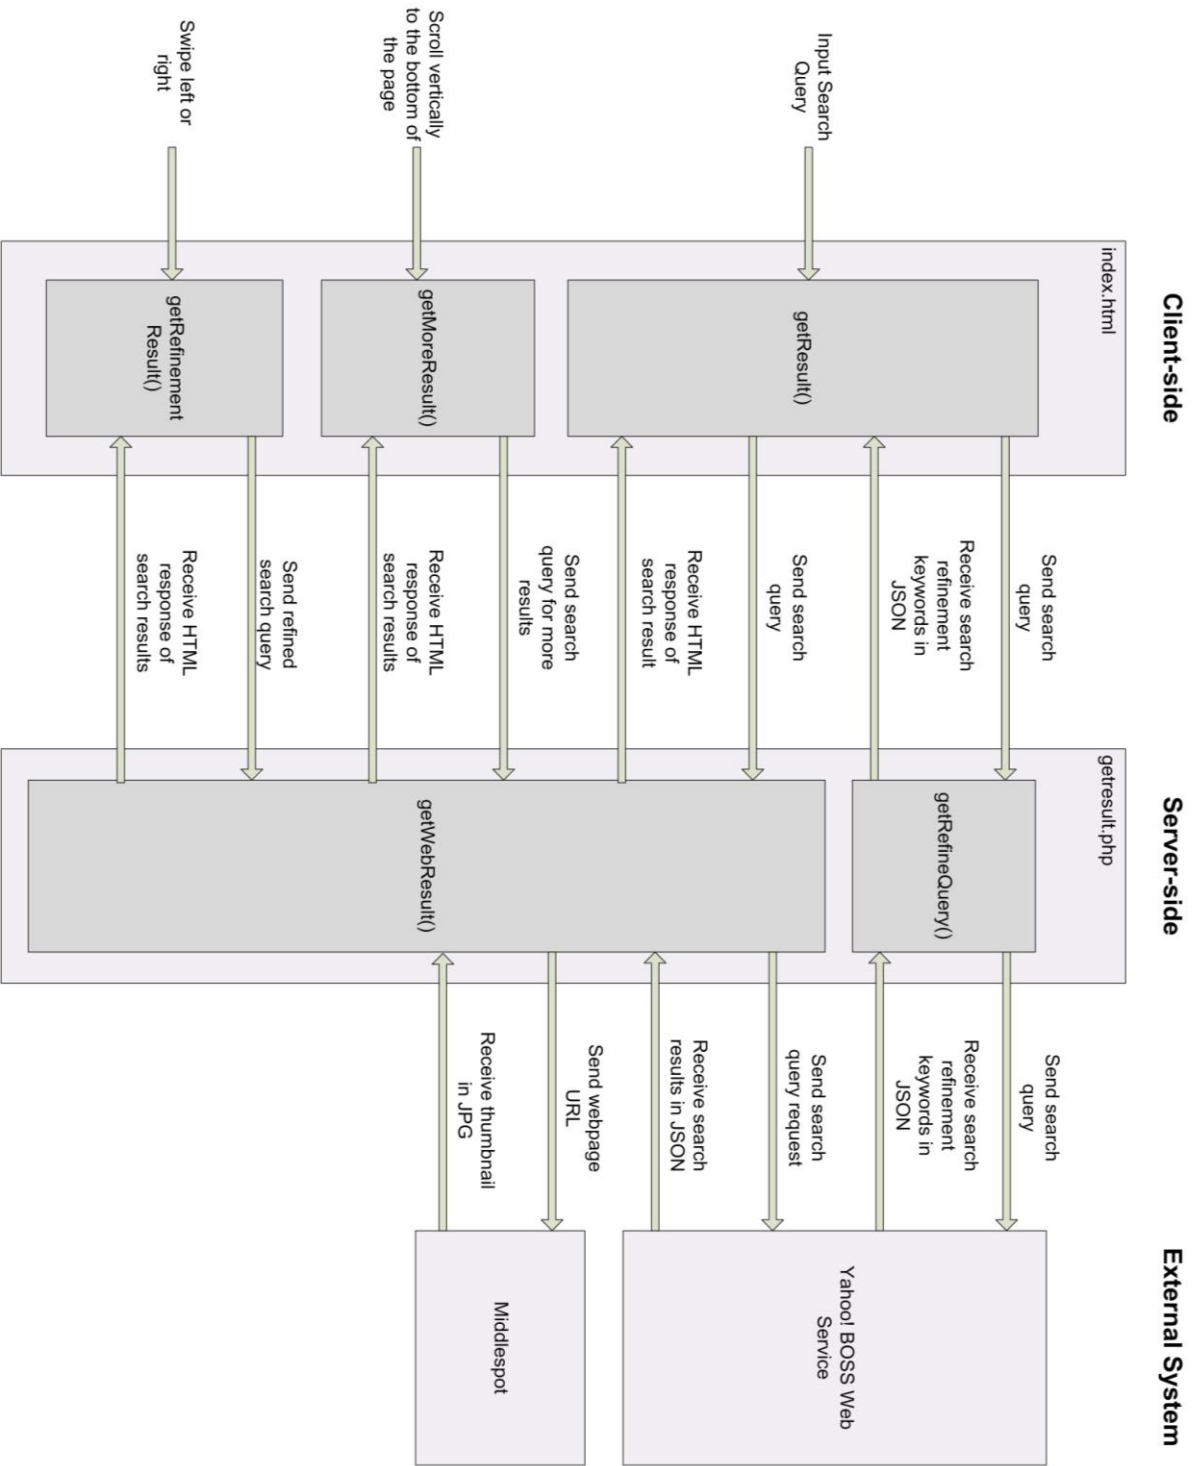 Client-side
Server-side
External System
index.html
getresult.php
Input Search
Query
getResult()
Send search
query
Receive search
refinement
keywords in
JSON
Send search
query
Receive HTML
response of
search result
getRefineQuery()
Send search
query
Receive search
refinement
keywords in
JSON
Yahoo! BOSS Web
Service
Send search
query request
Receive search
results in JSON
Scroll vertically
to the bottom of
the page
getMoreResult()
Send search
query for more
results
Receive HTML
response of
search results
getWebResult()
Send webpage
URL
Receive thumbnail
in JPG
Middlespot
Swipe left or
right
getRefinement
Result()
Send refined
search query
Receive HTML
response of
search results